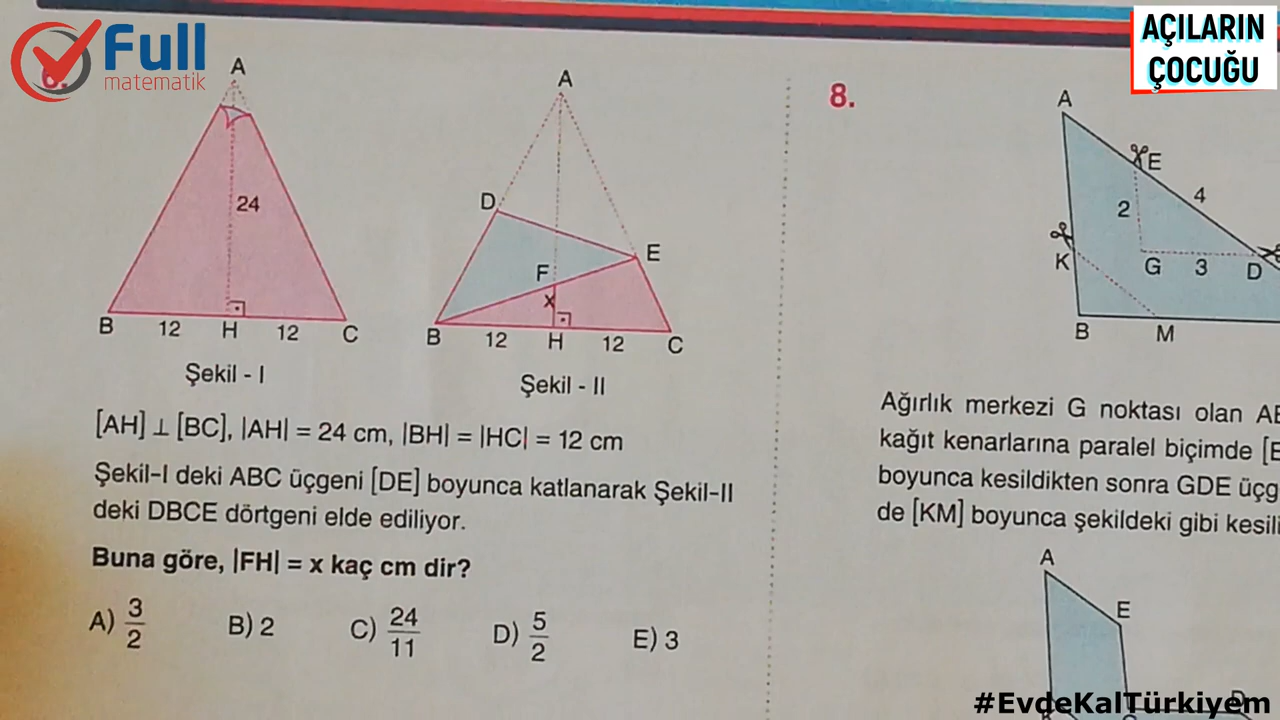 Full
matematik
AÇILARIN
ÇOCUĞU
6.
A
24
B 12 H 12 C
Şekil - I
A
D
E
F
x
B 12 H 12 C
Şekil - II
[AH] ⊥ [BC], |AH| = 24 cm, |BH| = |HC| = 12 cm
Şekil-I deki ABC üçgeni [DE] boyunca katlanarak Şekil-II
deki DBCE dörtgeni elde ediliyor.
Buna göre, |FH| = x kaç cm dir?
A) 3/2 B) 2 C) 24/11 D) 5/2 E) 3
8.
A
E
4
2
K
G 3 D
B M
Ağırlık merkezi G noktası olan
kağıt kenarlarına paralel biçimde
boyunca kesildikten sonra
de [KM] boyunca şekildeki gibi
A
E
D
#EvdeKalTürkiyem